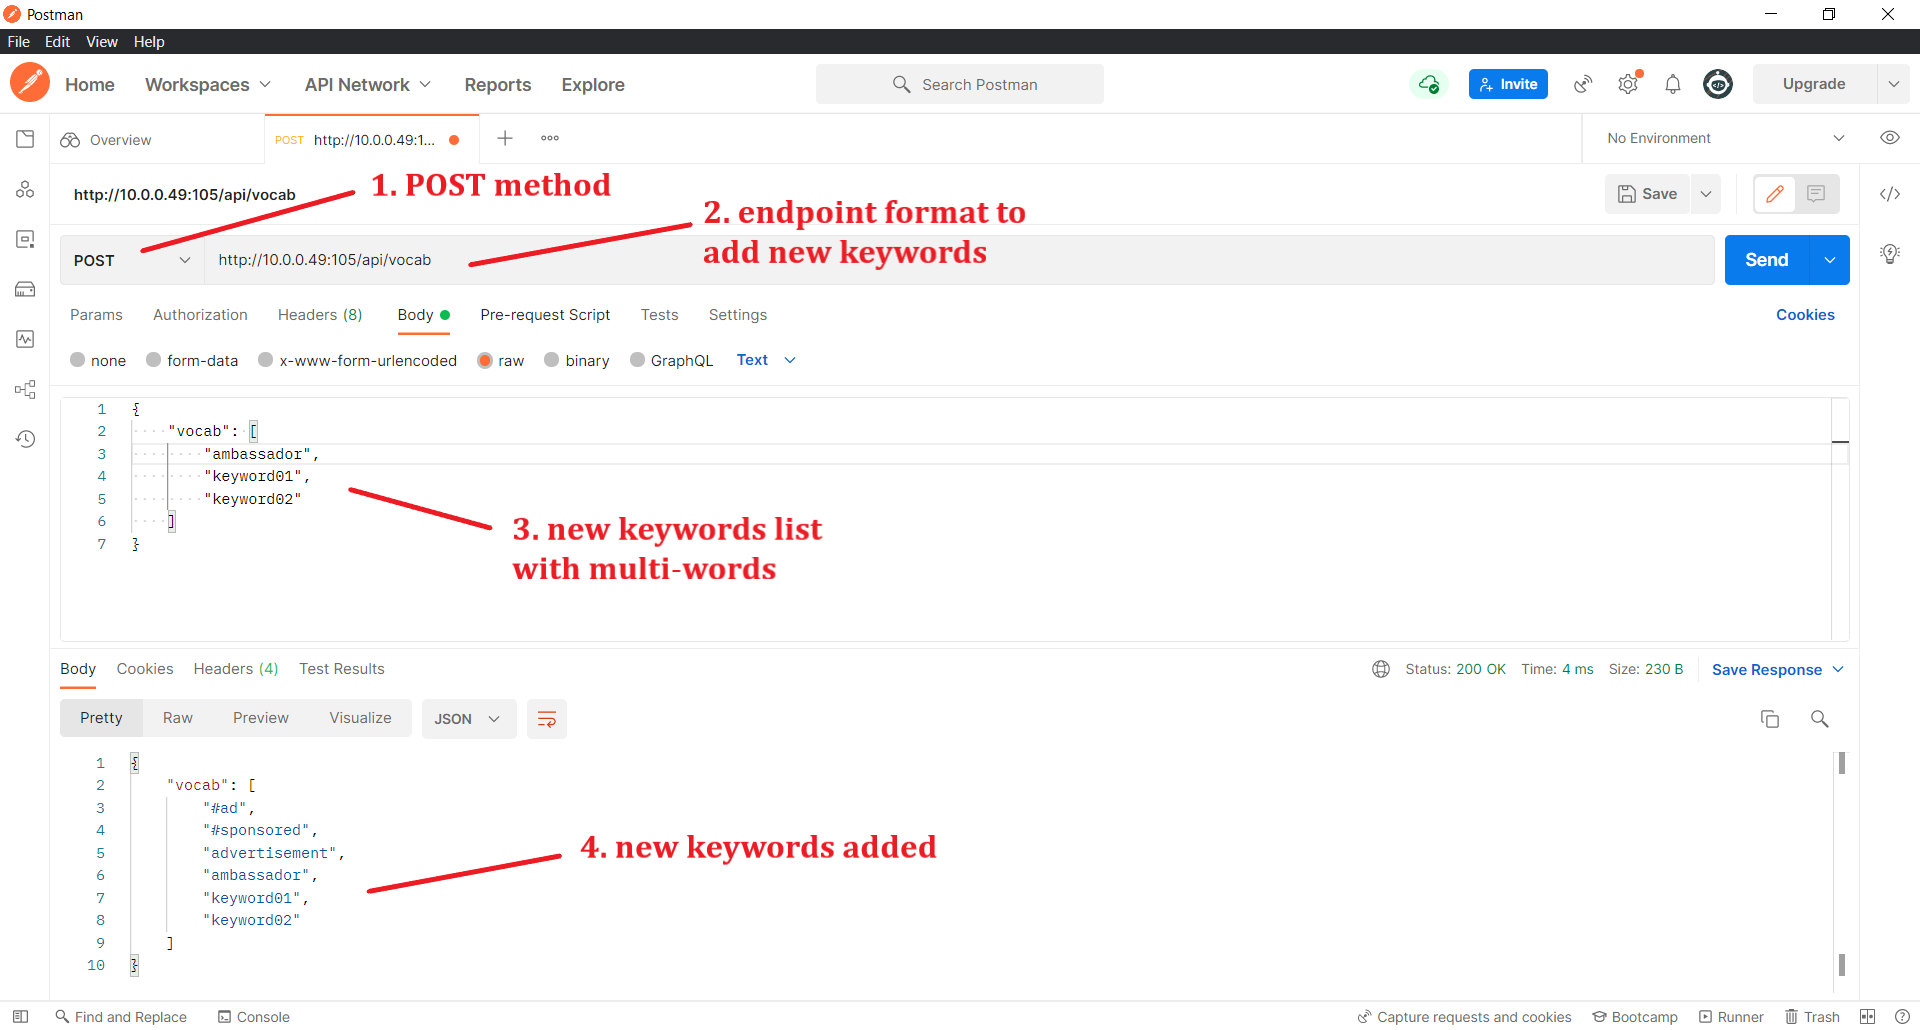 Postman
File Edit View Help
Home Workspaces API Network Reports Explore Search Postman Invite Upgrade
Overview POST http://10.0.0.49:1... No Environment
http://10.0.0.49:105/api/vocab Save
1. POST method
2. endpoint format to
add new keywords
POST http://10.0.0.49:105/api/vocab Send
Params Authorization Headers (8) Body Pre-request Script Tests Settings Cookies
none form-data x-www-form-urlencoded raw binary GraphQL Text
1 {
2 "vocab": [
3 "ambassador",
4 "keyword01",
5 "keyword02"
6 ]
7 }
3. new keywords list
with multi-words
Body Cookies Headers (4) Test Results Status: 200 OK Time: 4 ms Size: 230 B Save Response
Pretty Raw Preview Visualize JSON
1 {
2 "vocab": [
3 "#ad",
4 "#sponsored",
5 "advertisement",
6 "ambassador",
7 "keyword01",
8 "keyword02"
9 ]
10 }
4. new keywords added
Find and Replace Console Capture requests and cookies Bootcamp Runner Trash